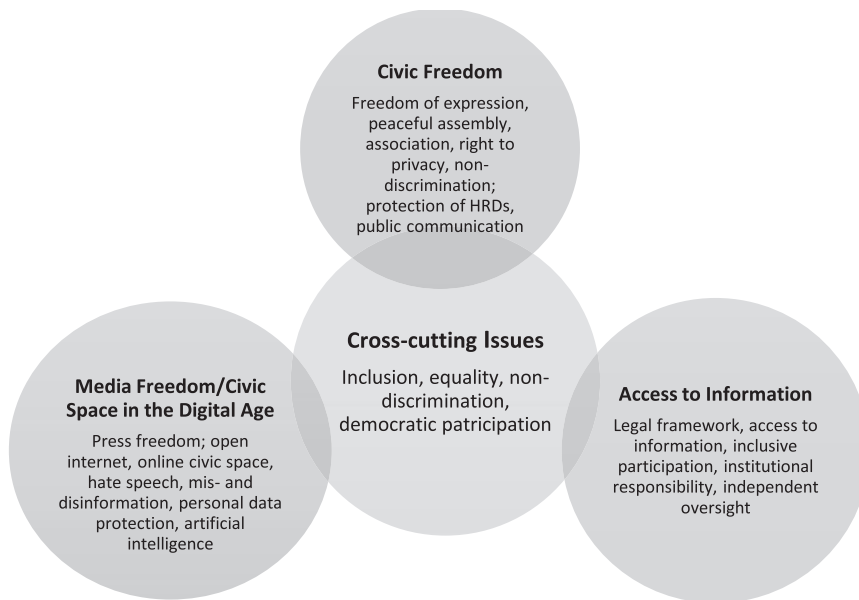 Civic Freedom
Freedom of expression,
peaceful assembly,
association, right to
privacy, non-
discrimination;
protection of HRDs,
public communication
Cross-cutting Issues
Inclusion, equality, non-
discrimination,
democratic patricipation
Media Freedom/Civic
Space in the Digital Age
Press freedom; open
internet, online civic space,
hate speech, mis- and
disinformation, personal data
protection, artificial
intelligence
Access to Information
Legal framework, access to
information, inclusive
participation, institutional
responsibility, independent
oversight